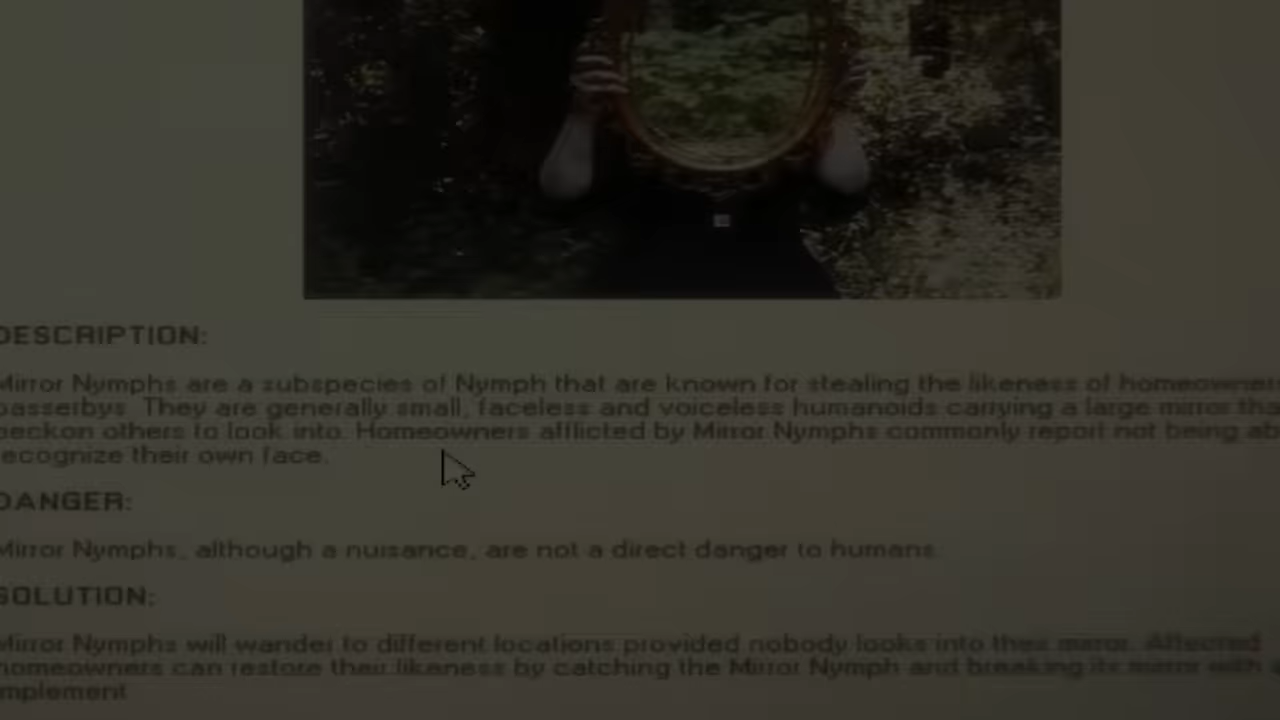 DESCRIPTION:
Mirror Nymphs are a subspecies of Nymph that are known for stealing the likeness of homeowners
passerbys. They are generally small, faceless and voiceless humanoids carrying a large mirror
beckon others to look into. Homeowners afflicted by Mirror Nymphs commonly report not being
recognize their own face.
DANGER:
Mirror Nymphs, although a nuisance, are not a direct danger to humans.
SOLUTION:
Mirror Nymphs will wander to different locations provided nobody looks into their mirror. Affected
homeowners can restore their likeness by catching the Mirror Nymph and breaking its mirror with
implement